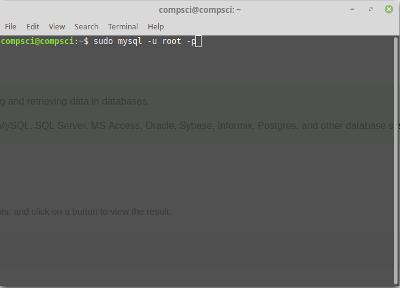 compsci@compsci: ~
File Edit View Search Terminal Help
compsci@compsci:~$ sudo mysql -u root -p
g and retrieving data in databases.
MySQL, SQL Server, MS Access, Oracle, Sybase, Informix, Postgres, and other database
and click on a button to view the result.